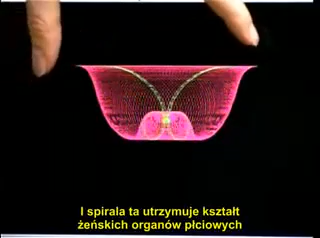 I spirala ta utrzymuje kształt
żeńskich organów płciowych